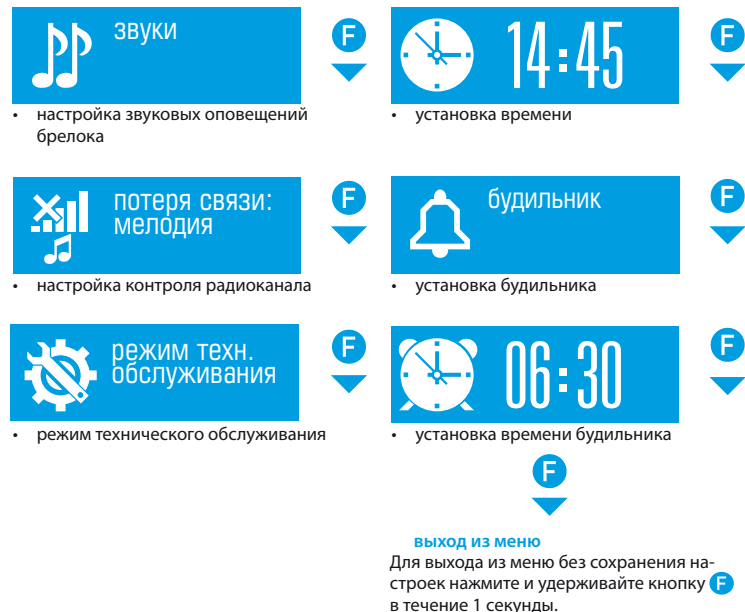 звуки
F
• настройка звуковых оповещений
брелока
потеря связи:
мелодия
F
• настройка контроля радиоканала
режим техн.
обслуживания
F
• режим технического обслуживания
14:45
F
• установка времени
будильник
F
• установка будильника
06:30
F
• установка времени будильника
F
выход из меню
Для выхода из меню без сохранения на-
строек нажмите и удерживайте кнопку F
в течение 1 секунды.